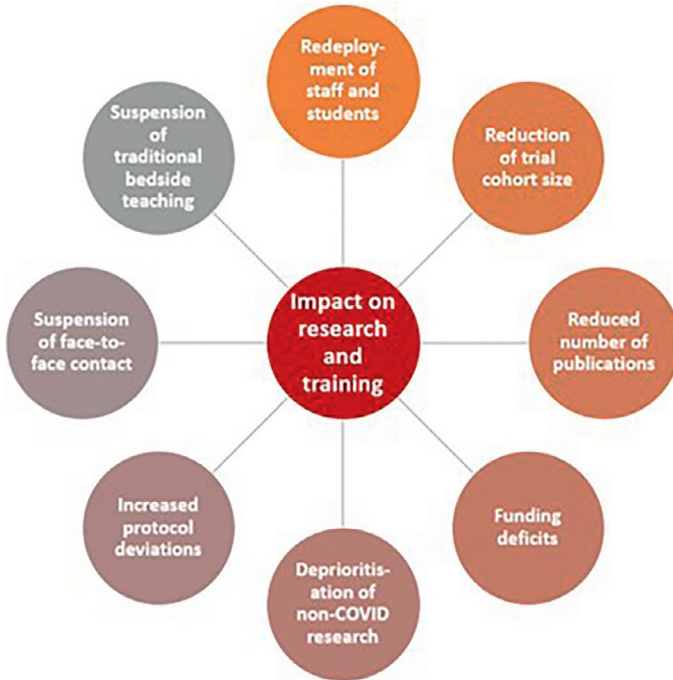 Redeploy-
ment of
staff and
students
Reduction
of trial
cohort size
Reduced
number of
publications
Funding
deficits
Deprioritis-
ation of
non-COVID
research
Increased
protocol
deviations
Suspension
of face-to-
face contact
Suspension
of
traditional
bedside
teaching
Impact on
research
and
training